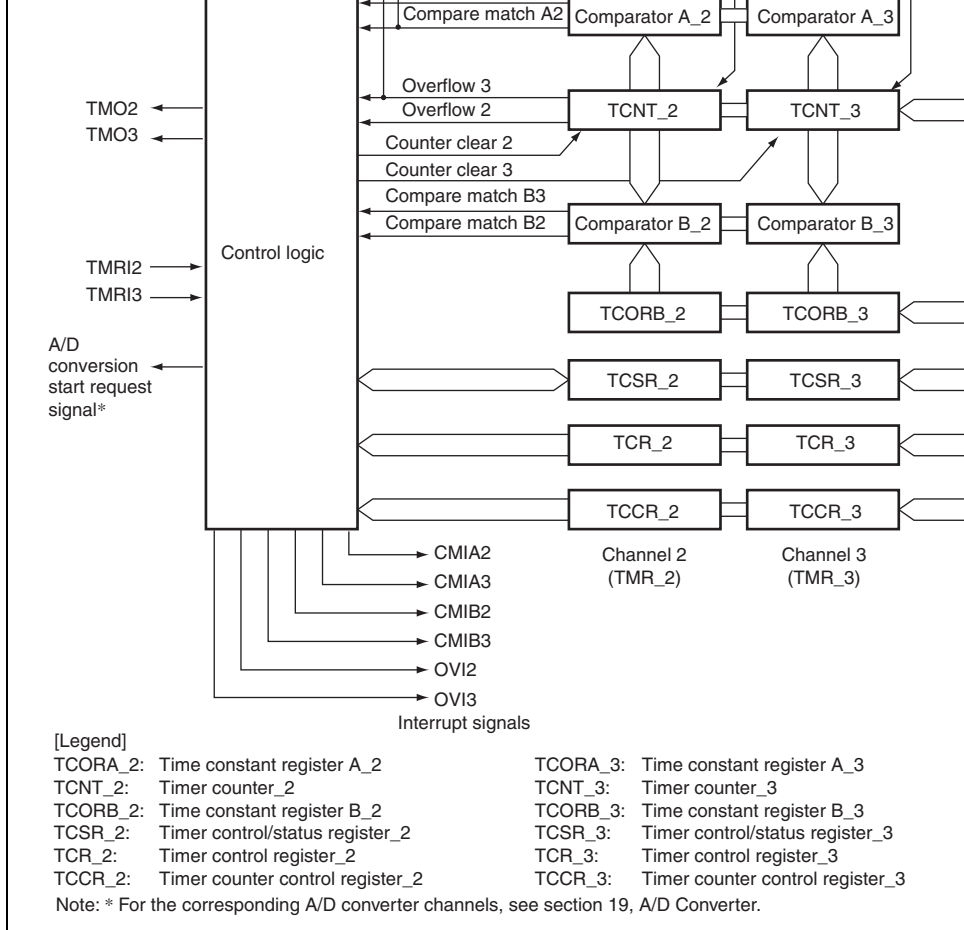 Compare match A2
Comparator A_2
Comparator A_3
Overflow 3
Overflow 2
TMO2
TMO3
TCNT_2
TCNT_3
Counter clear 2
Counter clear 3
Compare match B3
Compare match B2
Comparator B_2
Comparator B_3
Control logic
TMRI2
TMRI3
TCORB_2
TCORB_3
A/D
conversion
start request
signal*
TCSR_2
TCSR_3
TCR_2
TCR_3
TCCR_2
TCCR_3
Channel 2
(TMR_2)
Channel 3
(TMR_3)
CMIA2
CMIA3
CMIB2
CMIB3
OVI2
OVI3
Interrupt signals
[Legend]
TCORA_2: Time constant register A_2
TCORA_3: Time constant register A_3
TCNT_2: Timer counter_2
TCNT_3: Timer counter_3
TCORB_2: Time constant register B_2
TCORB_3: Time constant register B_3
TCSR_2: Timer control/status register_2
TCSR_3: Timer control/status register_3
TCR_2: Timer control register_2
TCR_3: Timer control register_3
TCCR_2: Timer counter control register_2
TCCR_3: Timer counter control register_3
Note: * For the corresponding A/D converter channels, see section 19, A/D Converter.